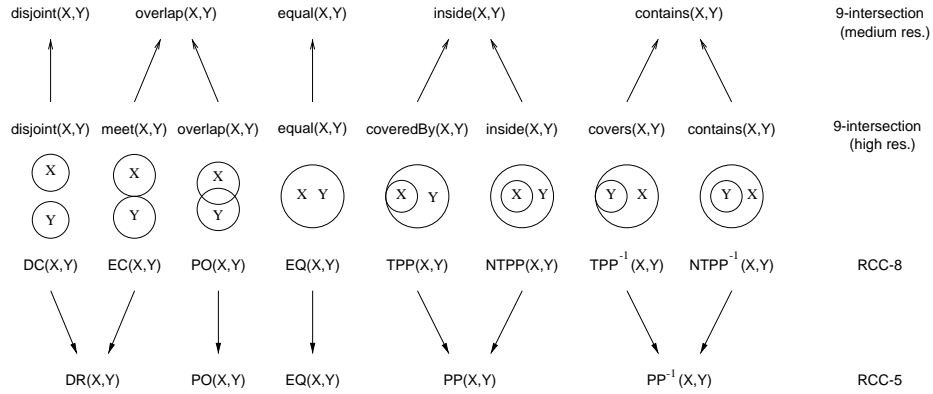 disjoint(X,Y) overlap(X,Y) equal(X,Y) inside(X,Y) contains(X,Y) 9-intersection
(medium res.)
disjoint(X,Y) meet(X,Y) overlap(X,Y) equal(X,Y) coveredBy(X,Y) inside(X,Y) covers(X,Y) contains(X,Y) 9-intersection
(high res.)
X X X X Y X Y X Y Y X Y X
Y Y Y
DC(X,Y) EC(X,Y) PO(X,Y) EQ(X,Y) TPP(X,Y) NTPP(X,Y) TPP⁻¹(X,Y) NTPP⁻¹(X,Y) RCC-8
DR(X,Y) PO(X,Y) EQ(X,Y) PP(X,Y) PP⁻¹(X,Y) RCC-5